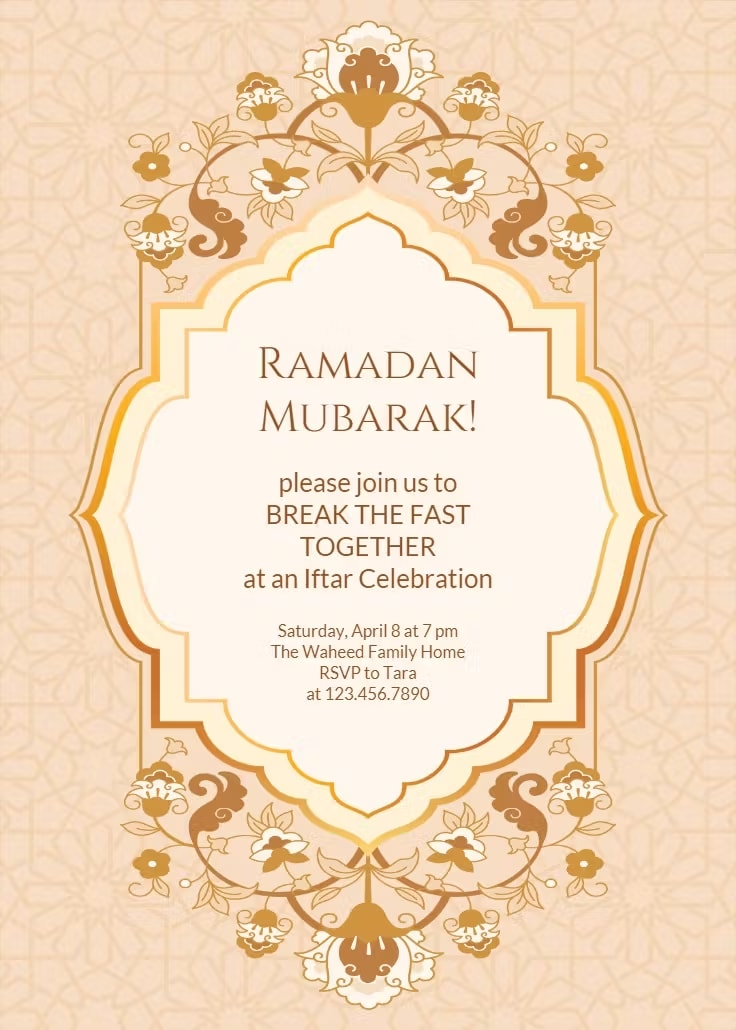 Ramadan
Mubarak!
please join us to
BREAK THE FAST
TOGETHER
at an Iftar Celebration
Saturday, April 8 at 7 pm
The Waheed Family Home
RSVP to Tara
at 123.456.7890